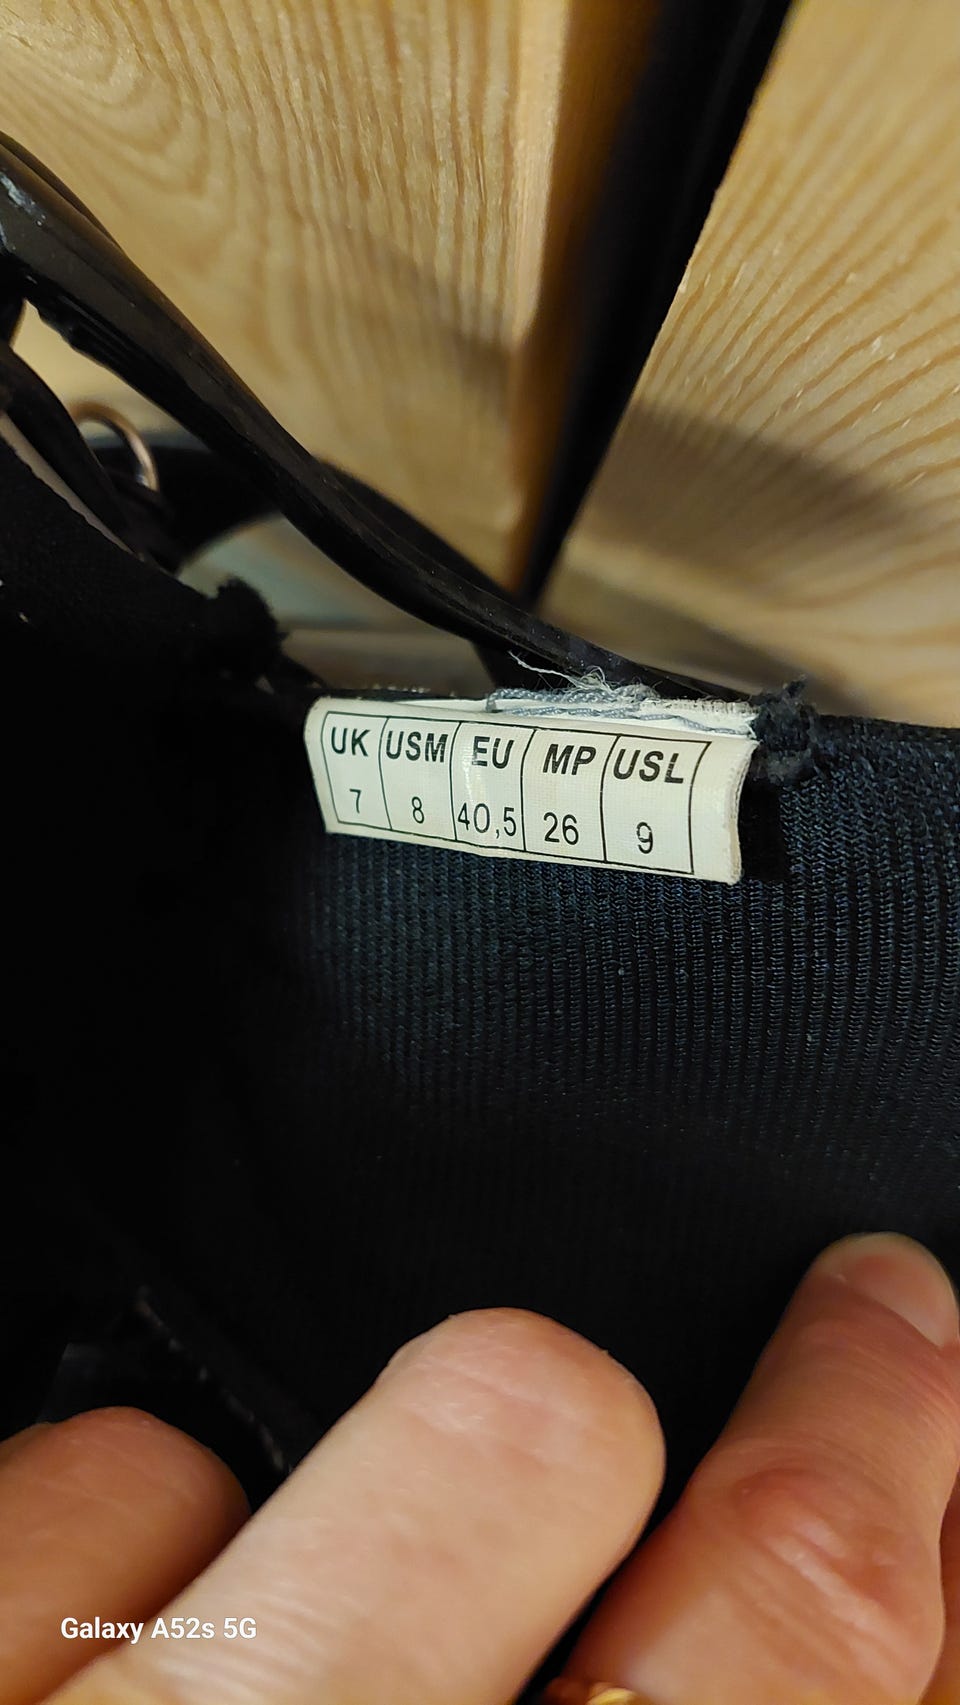 UK USM EU MP USL
7 8 40,5 26 9
Galaxy A52s 5G